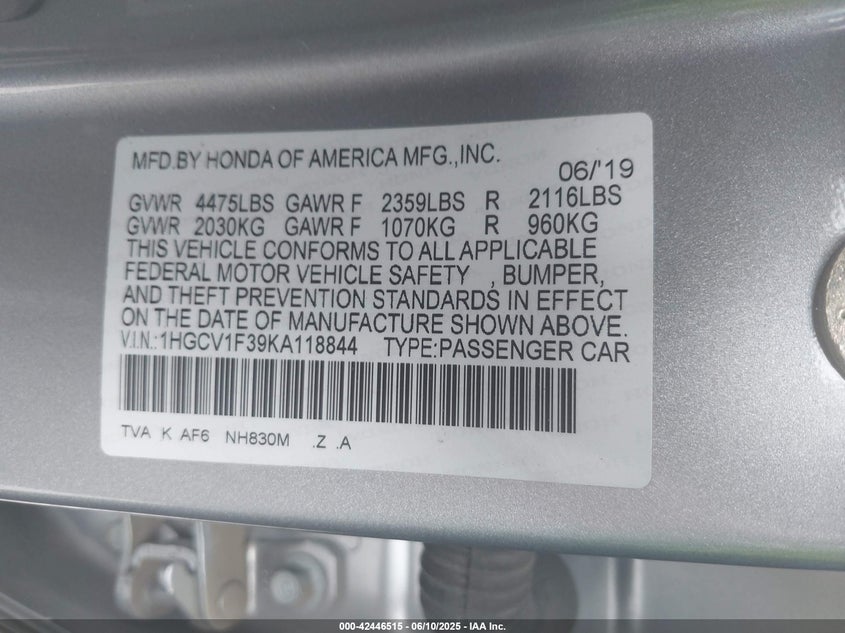 MFD.BY HONDA OF AMERICA MFG.,INC.
06/'19
GVWR 4475LBS GAWR F 2359LBS R 2116LBS
GVWR 2030KG GAWR F 1070KG R 960KG
THIS VEHICLE CONFORMS TO ALL APPLICABLE
FEDERAL MOTOR VEHICLE SAFETY , BUMPER,
AND THEFT PREVENTION STANDARDS IN EFFECT
ON THE DATE OF MANUFACTURE SHOWN ABOVE.
V.I.N.:1HGCV1F39KA118844 TYPE:PASSENGER CAR
TVA K AF6 NH830M .Z .A
000-42446515 - 06/10/2025 - IAA Inc.